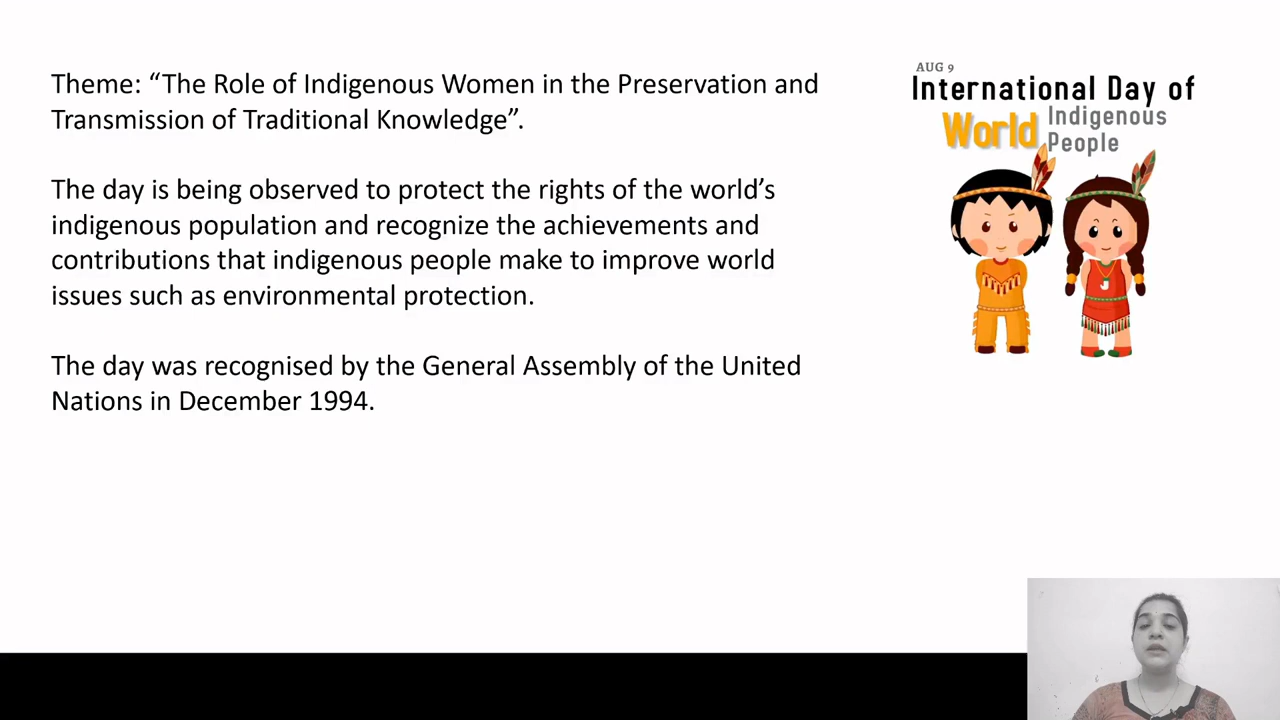 Theme: “The Role of Indigenous Women in the Preservation and
Transmission of Traditional Knowledge”.
The day is being observed to protect the rights of the world’s
indigenous population and recognize the achievements and
contributions that indigenous people make to improve world
issues such as environmental protection.
The day was recognised by the General Assembly of the United
Nations in December 1994.
AUG 9
International Day of
World Indigenous
People